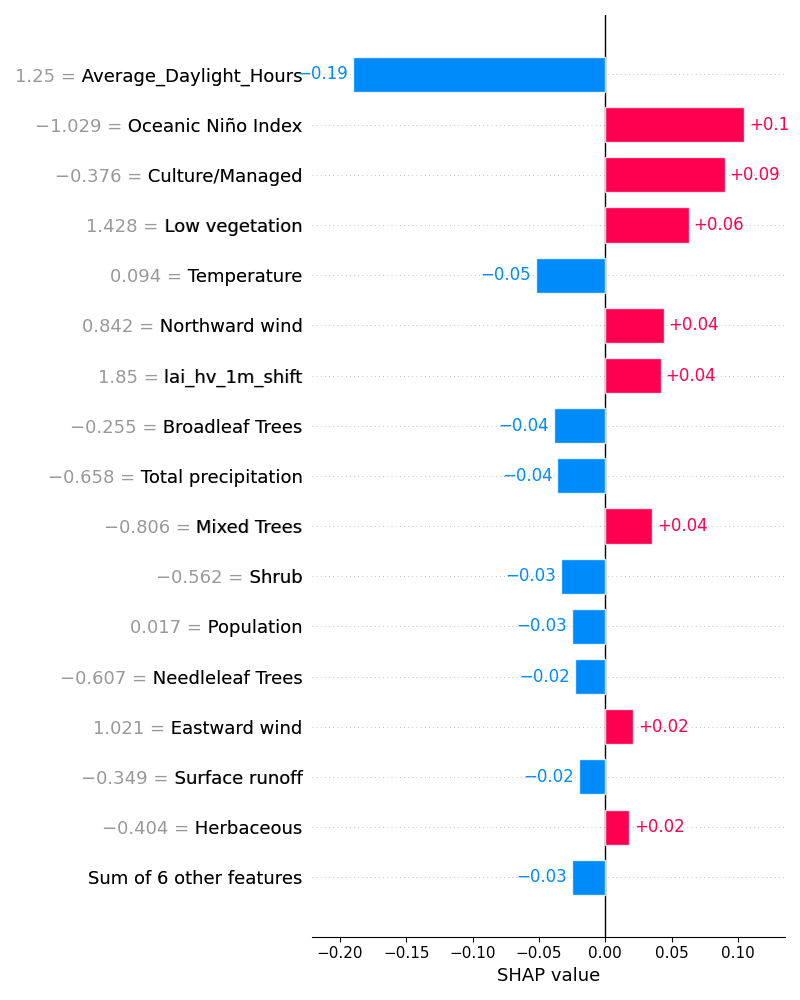 1.25 = Average_Daylight_Hours −0.19
−1.029 = Oceanic Niño Index +0.1
−0.376 = Culture/Managed +0.09
1.428 = Low vegetation +0.06
0.094 = Temperature −0.05
0.842 = Northward wind +0.04
1.85 = lai_hv_1m_shift +0.04
−0.255 = Broadleaf Trees −0.04
−0.658 = Total precipitation −0.04
−0.806 = Mixed Trees +0.04
−0.562 = Shrub −0.03
0.017 = Population −0.03
−0.607 = Needleleaf Trees −0.02
1.021 = Eastward wind +0.02
−0.349 = Surface runoff −0.02
−0.404 = Herbaceous +0.02
Sum of 6 other features −0.03
−0.20 −0.15 −0.10 −0.05 0.00 0.05 0.10
SHAP value